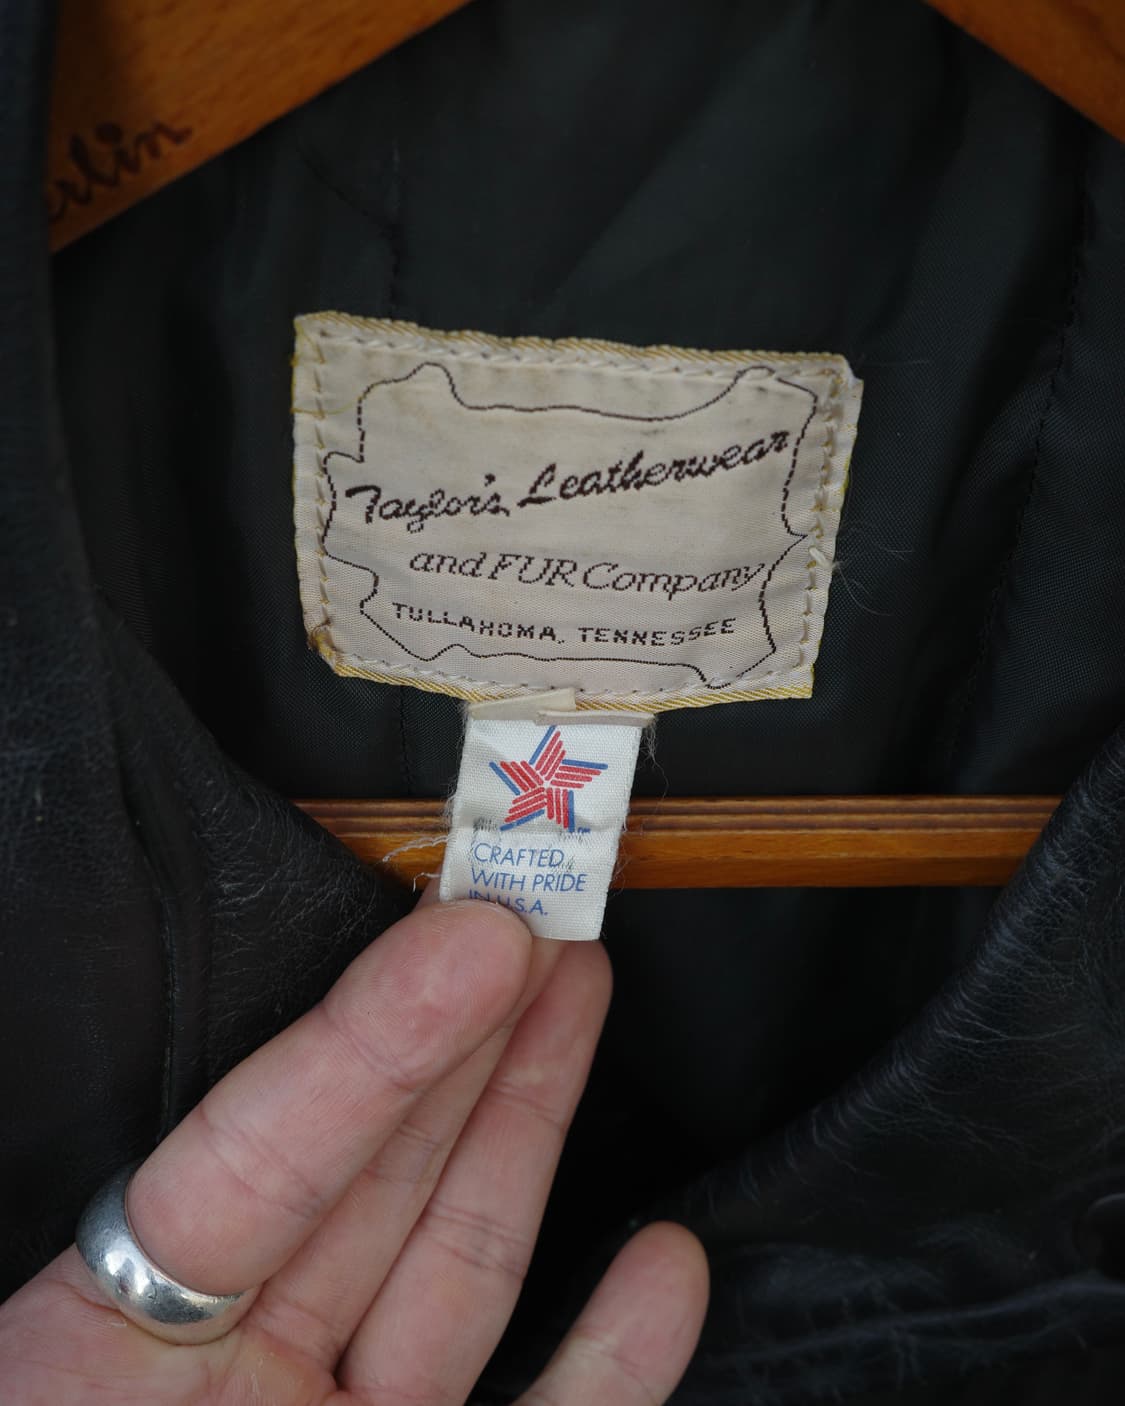 Taylor's Leatherwear
and FUR Company
TULLAHOMA, TENNESSEE
CRAFTED
WITH PRIDE
IN U.S.A.